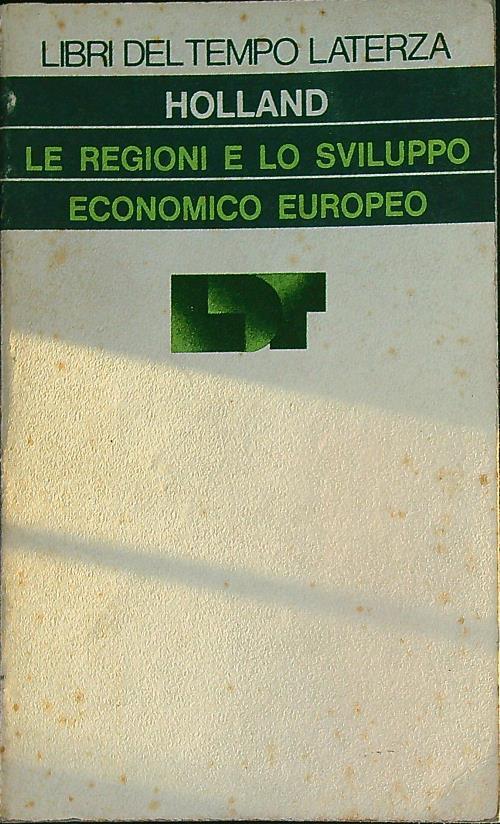 LIBRI DEL TEMPO LATERZA
HOLLAND
LE REGIONI E LO SVILUPPO
ECONOMICO EUROPEO
LDT